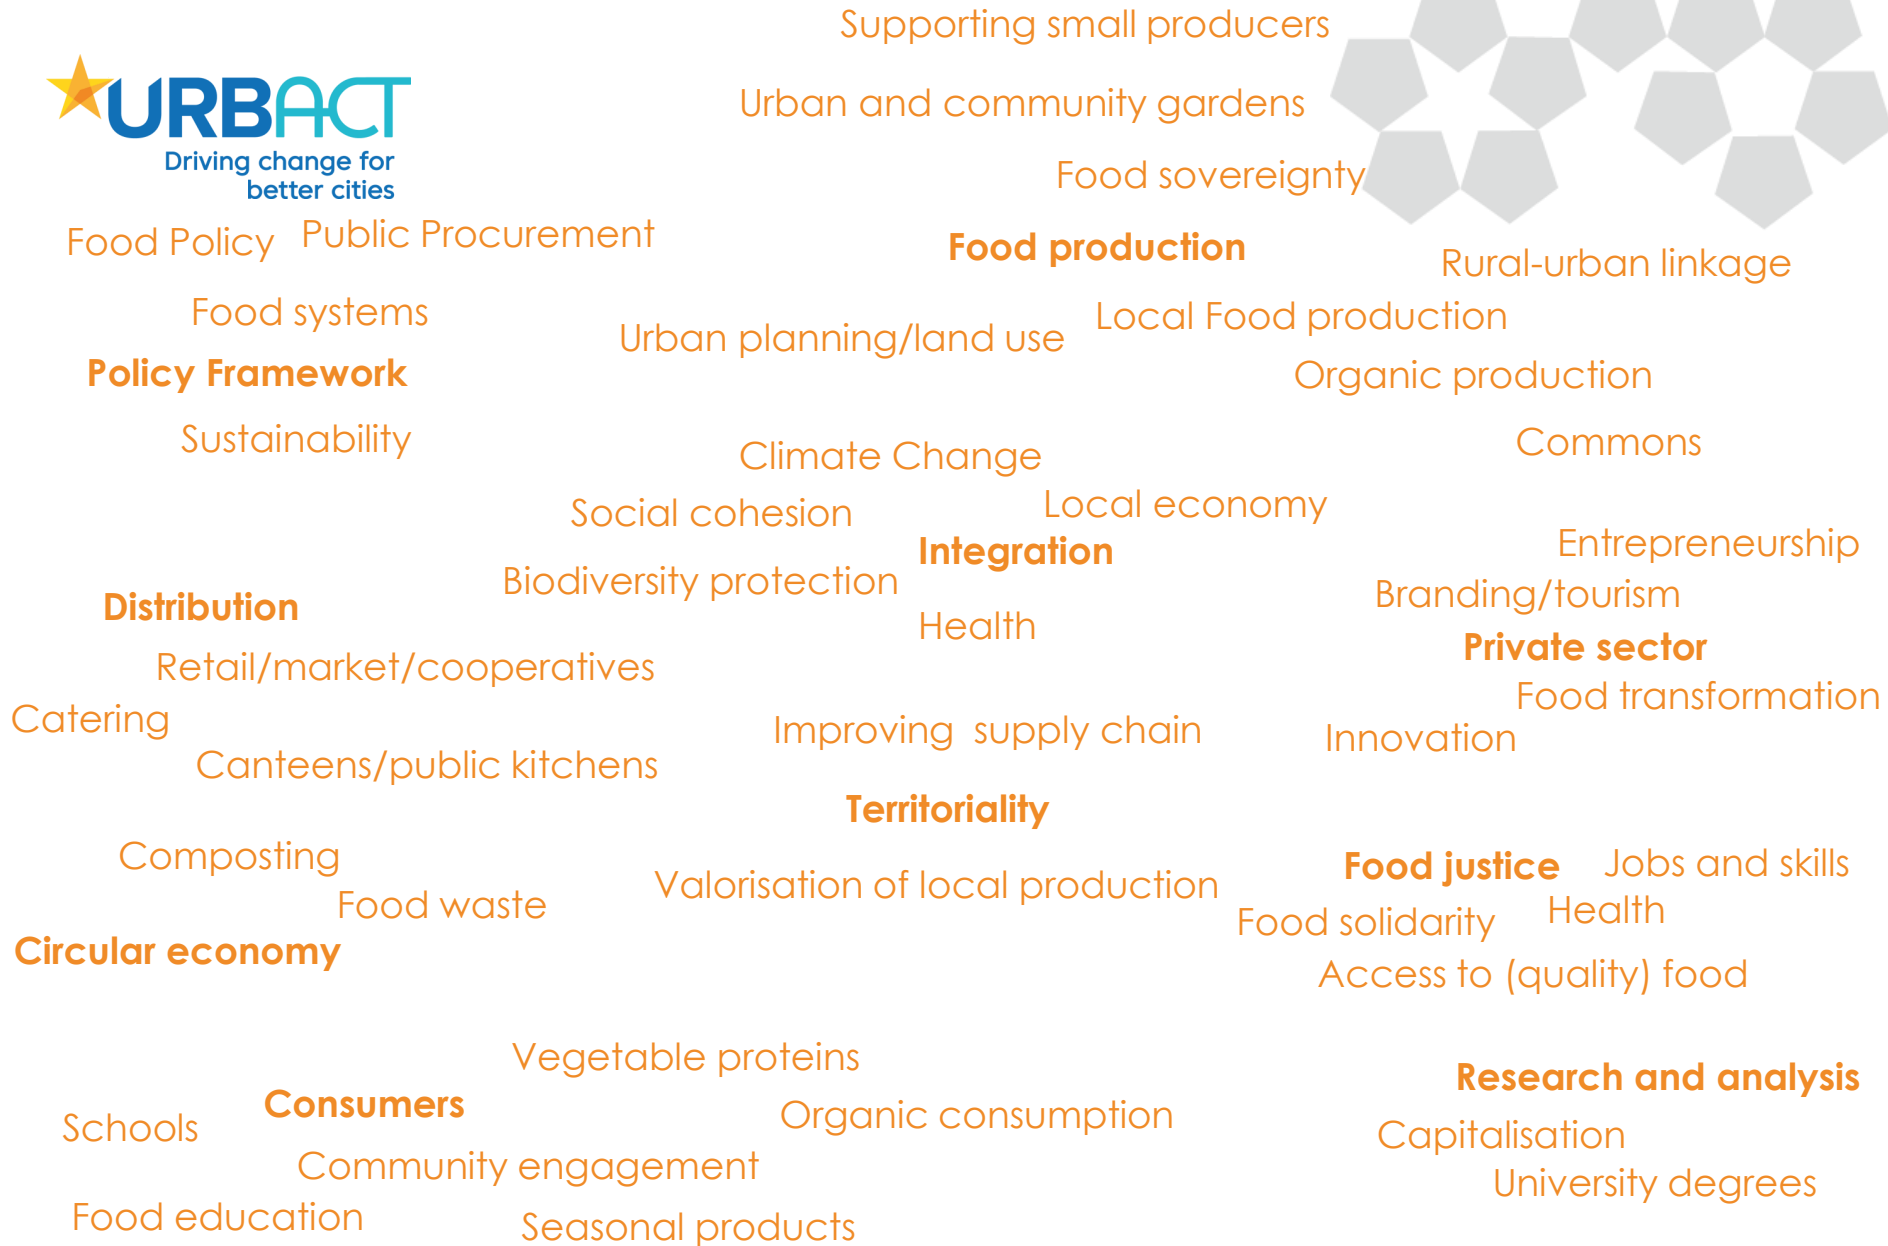 Supporting small producers
URBACT
Driving change for
better cities
Urban and community gardens
Food sovereignty
Food Policy
Public Procurement
Food production
Rural-urban linkage
Food systems
Urban planning/land use
Local Food production
Policy Framework
Organic production
Sustainability
Climate Change
Commons
Social cohesion
Local economy
Integration
Entrepreneurship
Biodiversity protection
Branding/tourism
Distribution
Health
Private sector
Retail/market/cooperatives
Food transformation
Catering
Improving  supply chain
Innovation
Canteens/public kitchens
Territoriality
Composting
Food justice
Jobs and skills
Valorisation of local production
Food waste
Food solidarity
Health
Circular economy
Access to (quality) food
Vegetable proteins
Research and analysis
Consumers
Schools
Organic consumption
Capitalisation
Community engagement
University degrees
Food education
Seasonal products